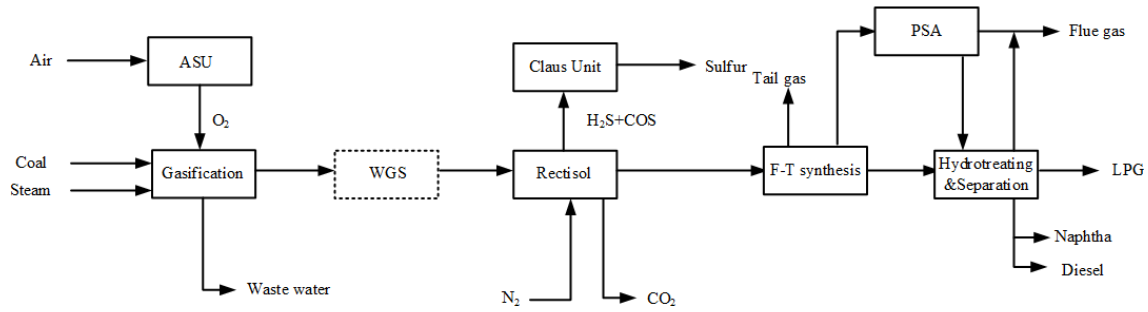 PSA
Flue gas
Air
ASU
Claus Unit
Sulfur
Tail gas
O₂
H₂S+COS
Coal
Steam
Gasification
WGS
Rectisol
F-T synthesis
Hydrotreating
&Separation
LPG
Naphtha
Diesel
Waste water
N₂
CO₂